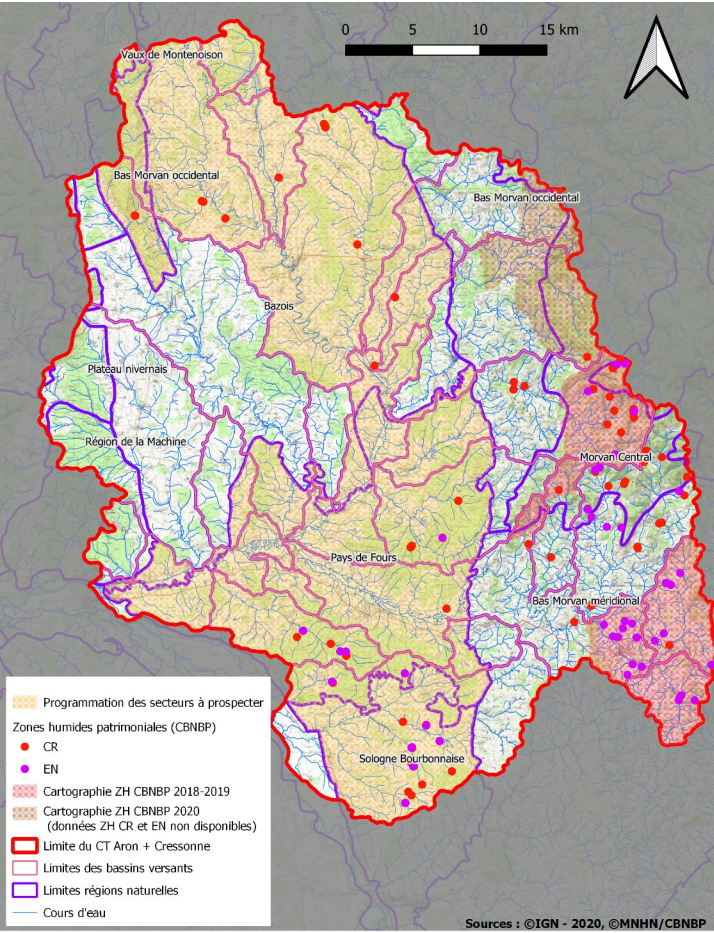 0 5 10 15 km
Vaux de Montenoison
Bas Morvan occidental
Bas Morvan occidental
Bazois
Plateau nivernais
Région de la Machine
Morvan Central
Pays de Fours
Bas Morvan méridional
Sologne Bourbonnaise
Programmation des secteurs à prospecter
Zones humides patrimoniales (CBNBP)
CR
EN
Cartographie ZH CBNBP 2018-2019
Cartographie ZH CBNBP 2020
(données ZH CR et EN non disponibles)
Limite du CT Aron + Cressonne
Limites des bassins versants
Limites régions naturelles
Cours d'eau
Sources : ©IGN - 2020, ©MNHN/CBNBP